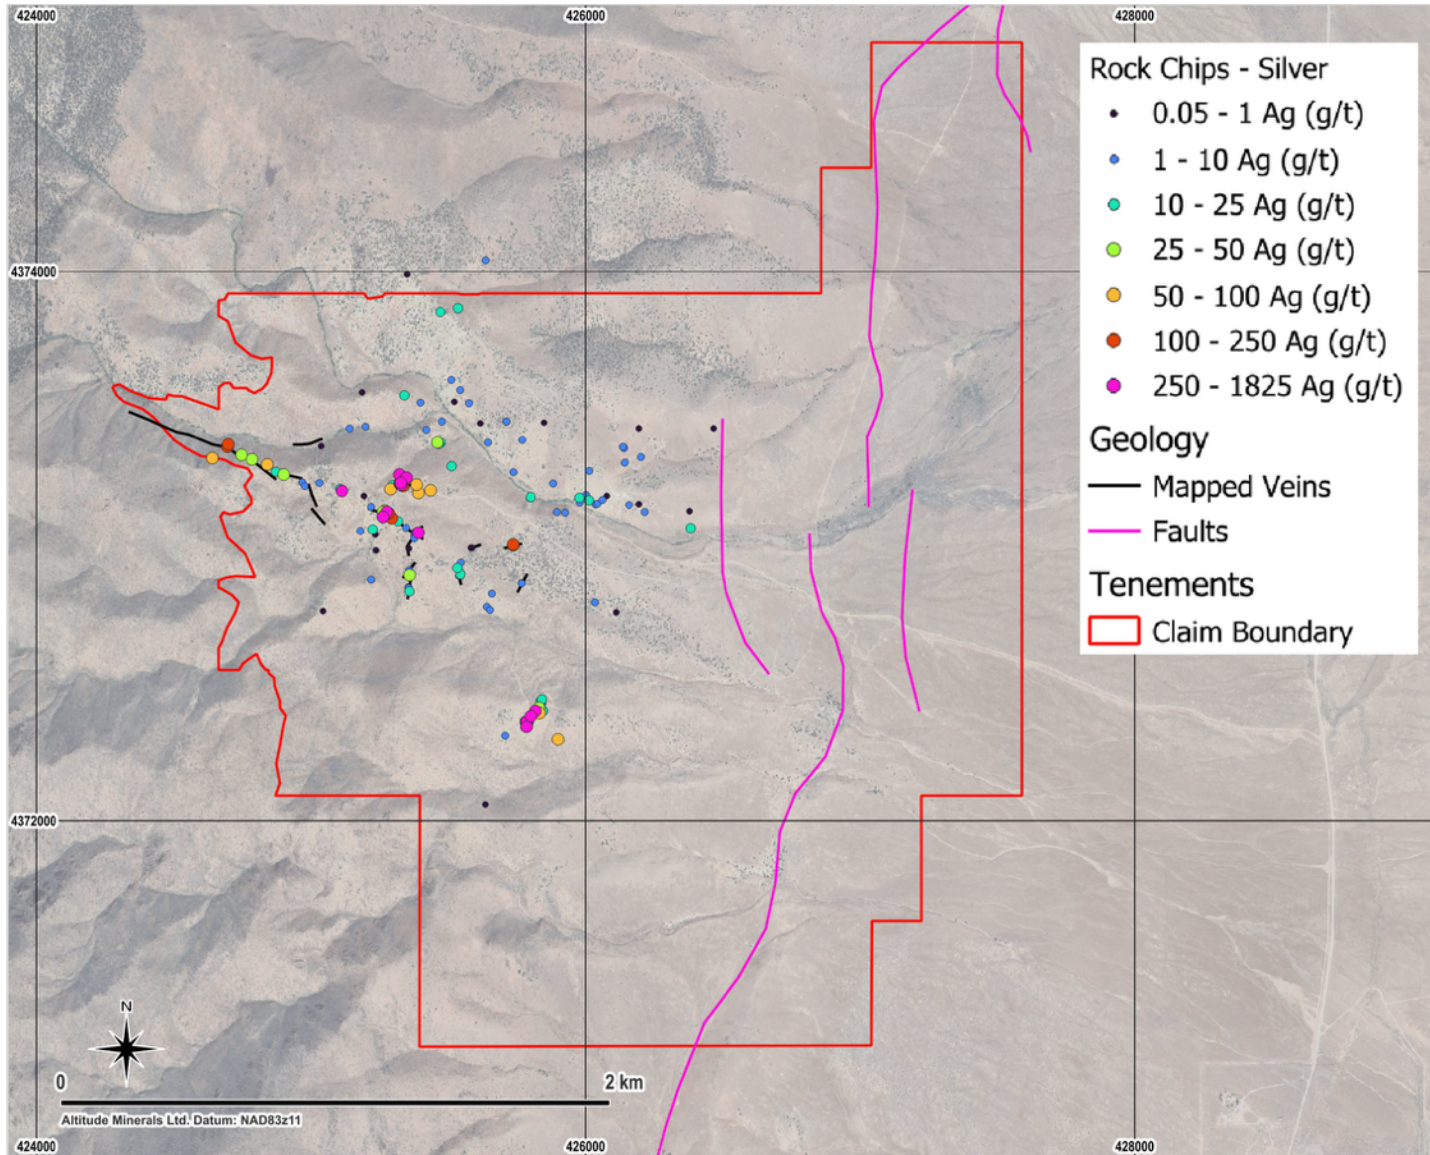 424000
426000
428000
Rock Chips - Silver
0.05 - 1 Ag (g/t)
1 - 10 Ag (g/t)
10 - 25 Ag (g/t)
25 - 50 Ag (g/t)
50 - 100 Ag (g/t)
100 - 250 Ag (g/t)
250 - 1825 Ag (g/t)
Geology
Mapped Veins
Faults
Tenements
Claim Boundary
4374000
4372000
N
0
2 km
Altitude Minerals Ltd. Datum: NAD83z11
424000
426000
428000